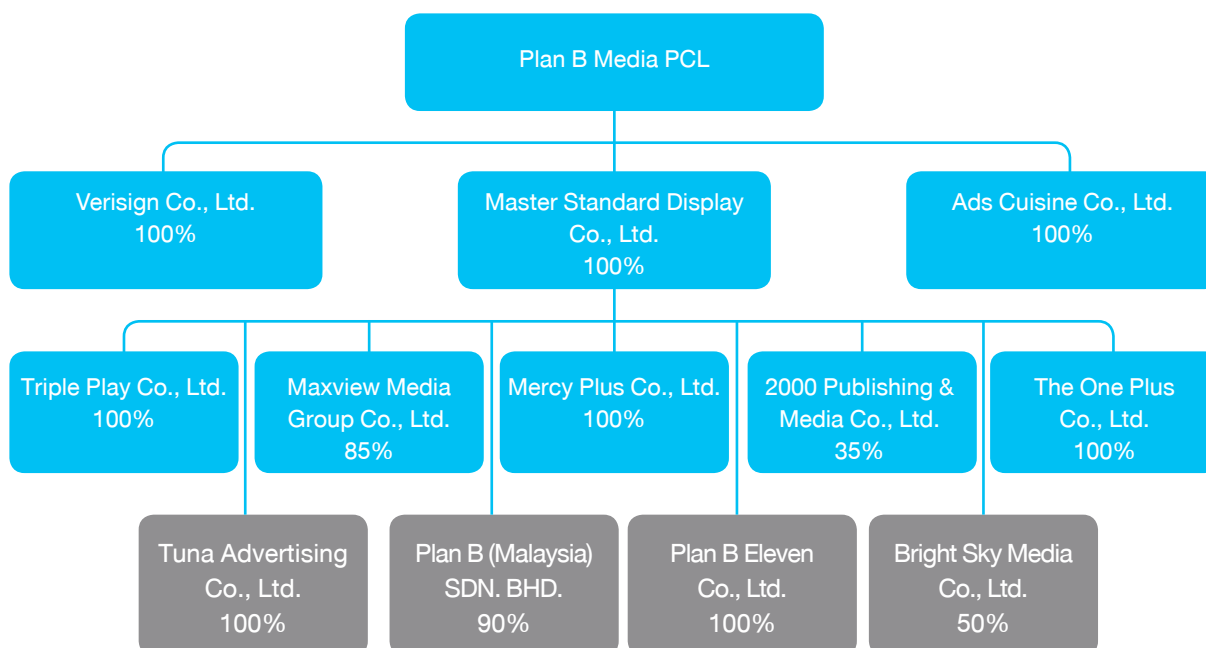 Plan B Media PCL
Verisign Co., Ltd.
100%
Master Standard Display
Co., Ltd.
100%
Ads Cuisine Co., Ltd.
100%
Triple Play Co., Ltd.
100%
Maxview Media
Group Co., Ltd.
85%
Mercy Plus Co., Ltd.
100%
2000 Publishing &
Media Co., Ltd.
35%
The One Plus
Co., Ltd.
100%
Tuna Advertising
Co., Ltd.
100%
Plan B (Malaysia)
SDN. BHD.
90%
Plan B Eleven
Co., Ltd.
100%
Bright Sky Media
Co., Ltd.
50%